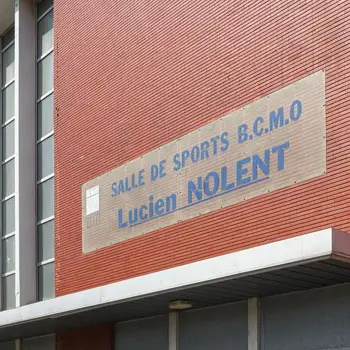 SALLE DE SPORTS B.C.M.O
Lucien NOLENT